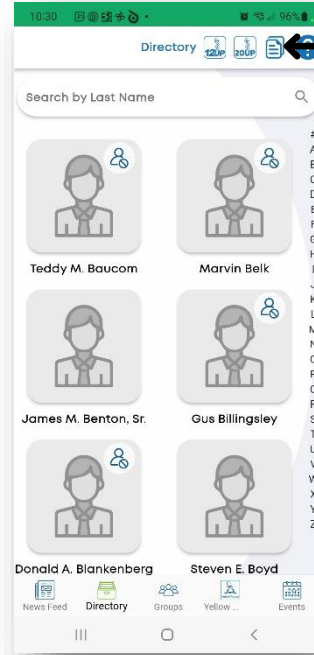 10:30 96%
Directory 12UP 20UP
Search by Last Name
#
A
B
C
D
E
F
G
H
I
J
K
L
M
N
O
P
Q
R
S
T
U
V
W
X
Y
Z
Teddy M. Baucom Marvin Belk
James M. Benton, Sr. Gus Billingsley
Donald A. Blankenberg Steven E. Boyd
News Feed Directory Groups Yellow ... Events